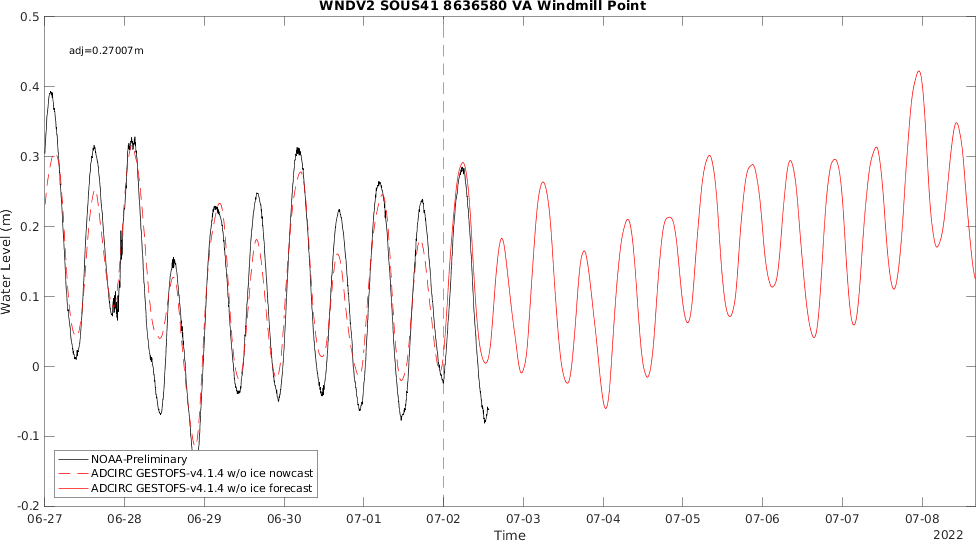 WNDV2 SOUS41 8636580 VA Windmill Point
0.5
adj=0.27007m
0.4
0.3
0.2
0.1
0
-0.1
-0.2
Water Level (m)
NOAA-Preliminary
ADCIRC GESTOFS-v4.1.4 w/o ice nowcast
ADCIRC GESTOFS-v4.1.4 w/o ice forecast
06-27 06-28 06-29 06-30 07-01 07-02 07-03 07-04 07-05 07-06 07-07 07-08
Time
2022